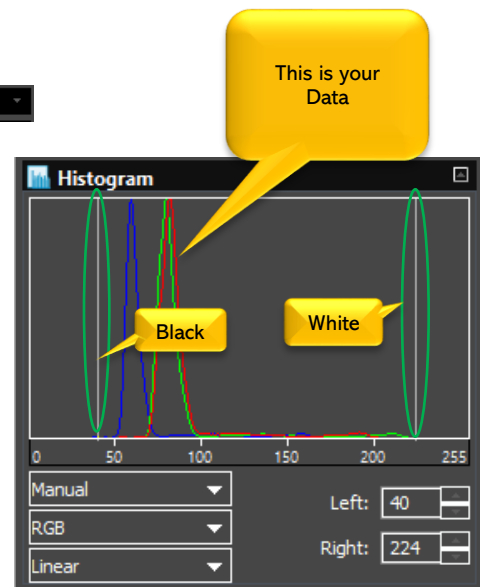 This is your
Data
Histogram
Black
White
0 50 100 150 200 255
Manual
Left: 40
RGB
Right: 224
Linear